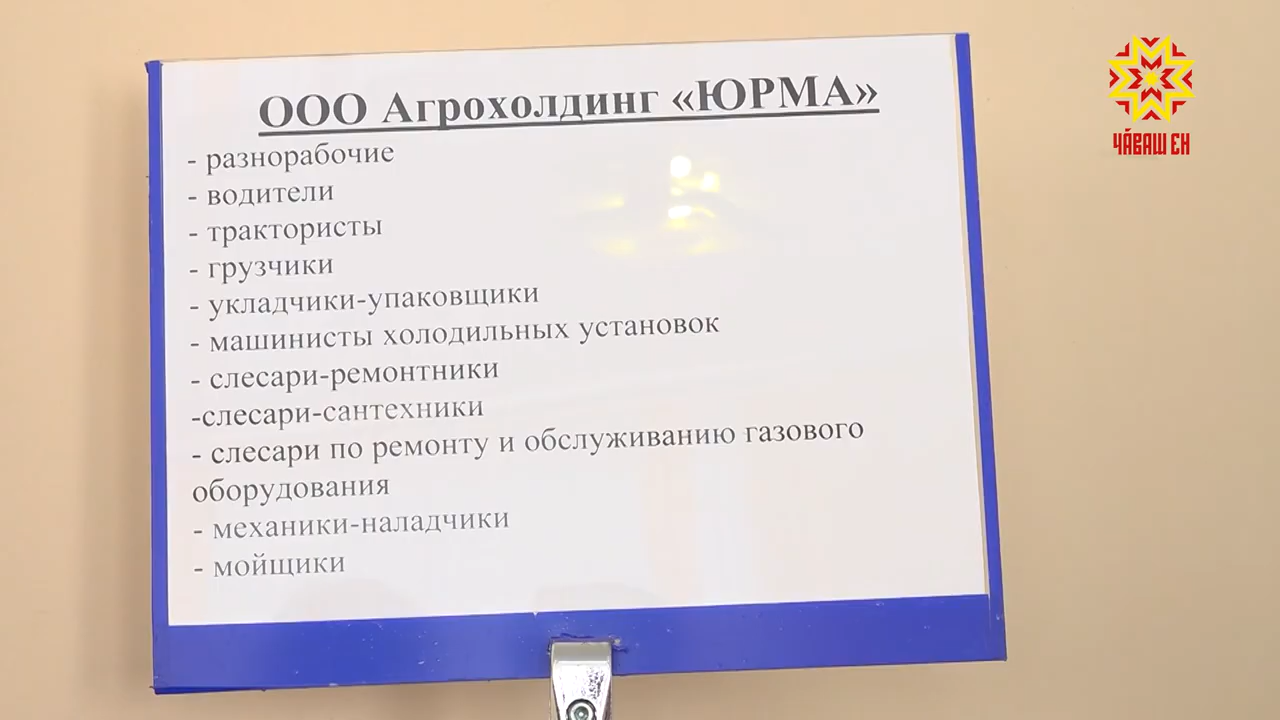 ООО Агрохолдинг «ЮРМА»
- разнорабочие
- водители
- трактористы
- грузчики
- укладчики-упаковщики
- машинисты холодильных установок
- слесари-ремонтники
-слесари-сантехники
- слесари по ремонту и обслуживанию газового
оборудования
- механики-наладчики
- мойщики
ЧӐВАШ ЕН